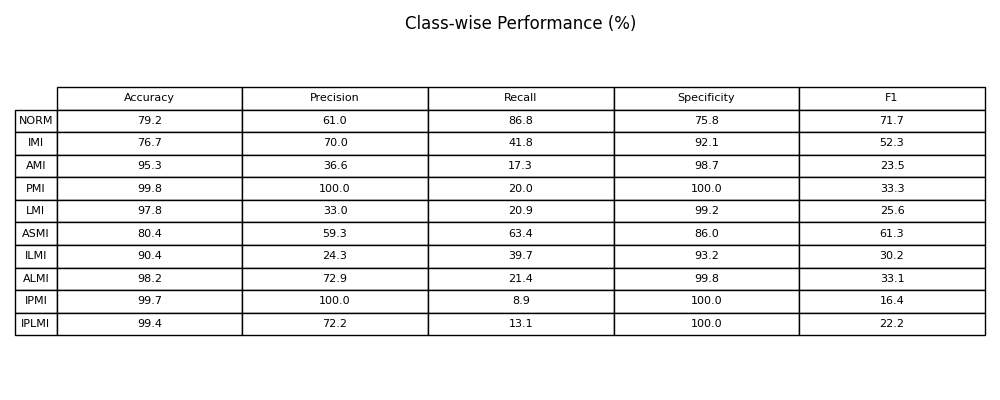 Class-wise Performance (%)
Accuracy Precision Recall Specificity F1
NORM 79.2 61.0 86.8 75.8 71.7
IMI 76.7 70.0 41.8 92.1 52.3
AMI 95.3 36.6 17.3 98.7 23.5
PMI 99.8 100.0 20.0 100.0 33.3
LMI 97.8 33.0 20.9 99.2 25.6
ASMI 80.4 59.3 63.4 86.0 61.3
ILMI 90.4 24.3 39.7 93.2 30.2
ALMI 98.2 72.9 21.4 99.8 33.1
IPMI 99.7 100.0 8.9 100.0 16.4
IPLMI 99.4 72.2 13.1 100.0 22.2